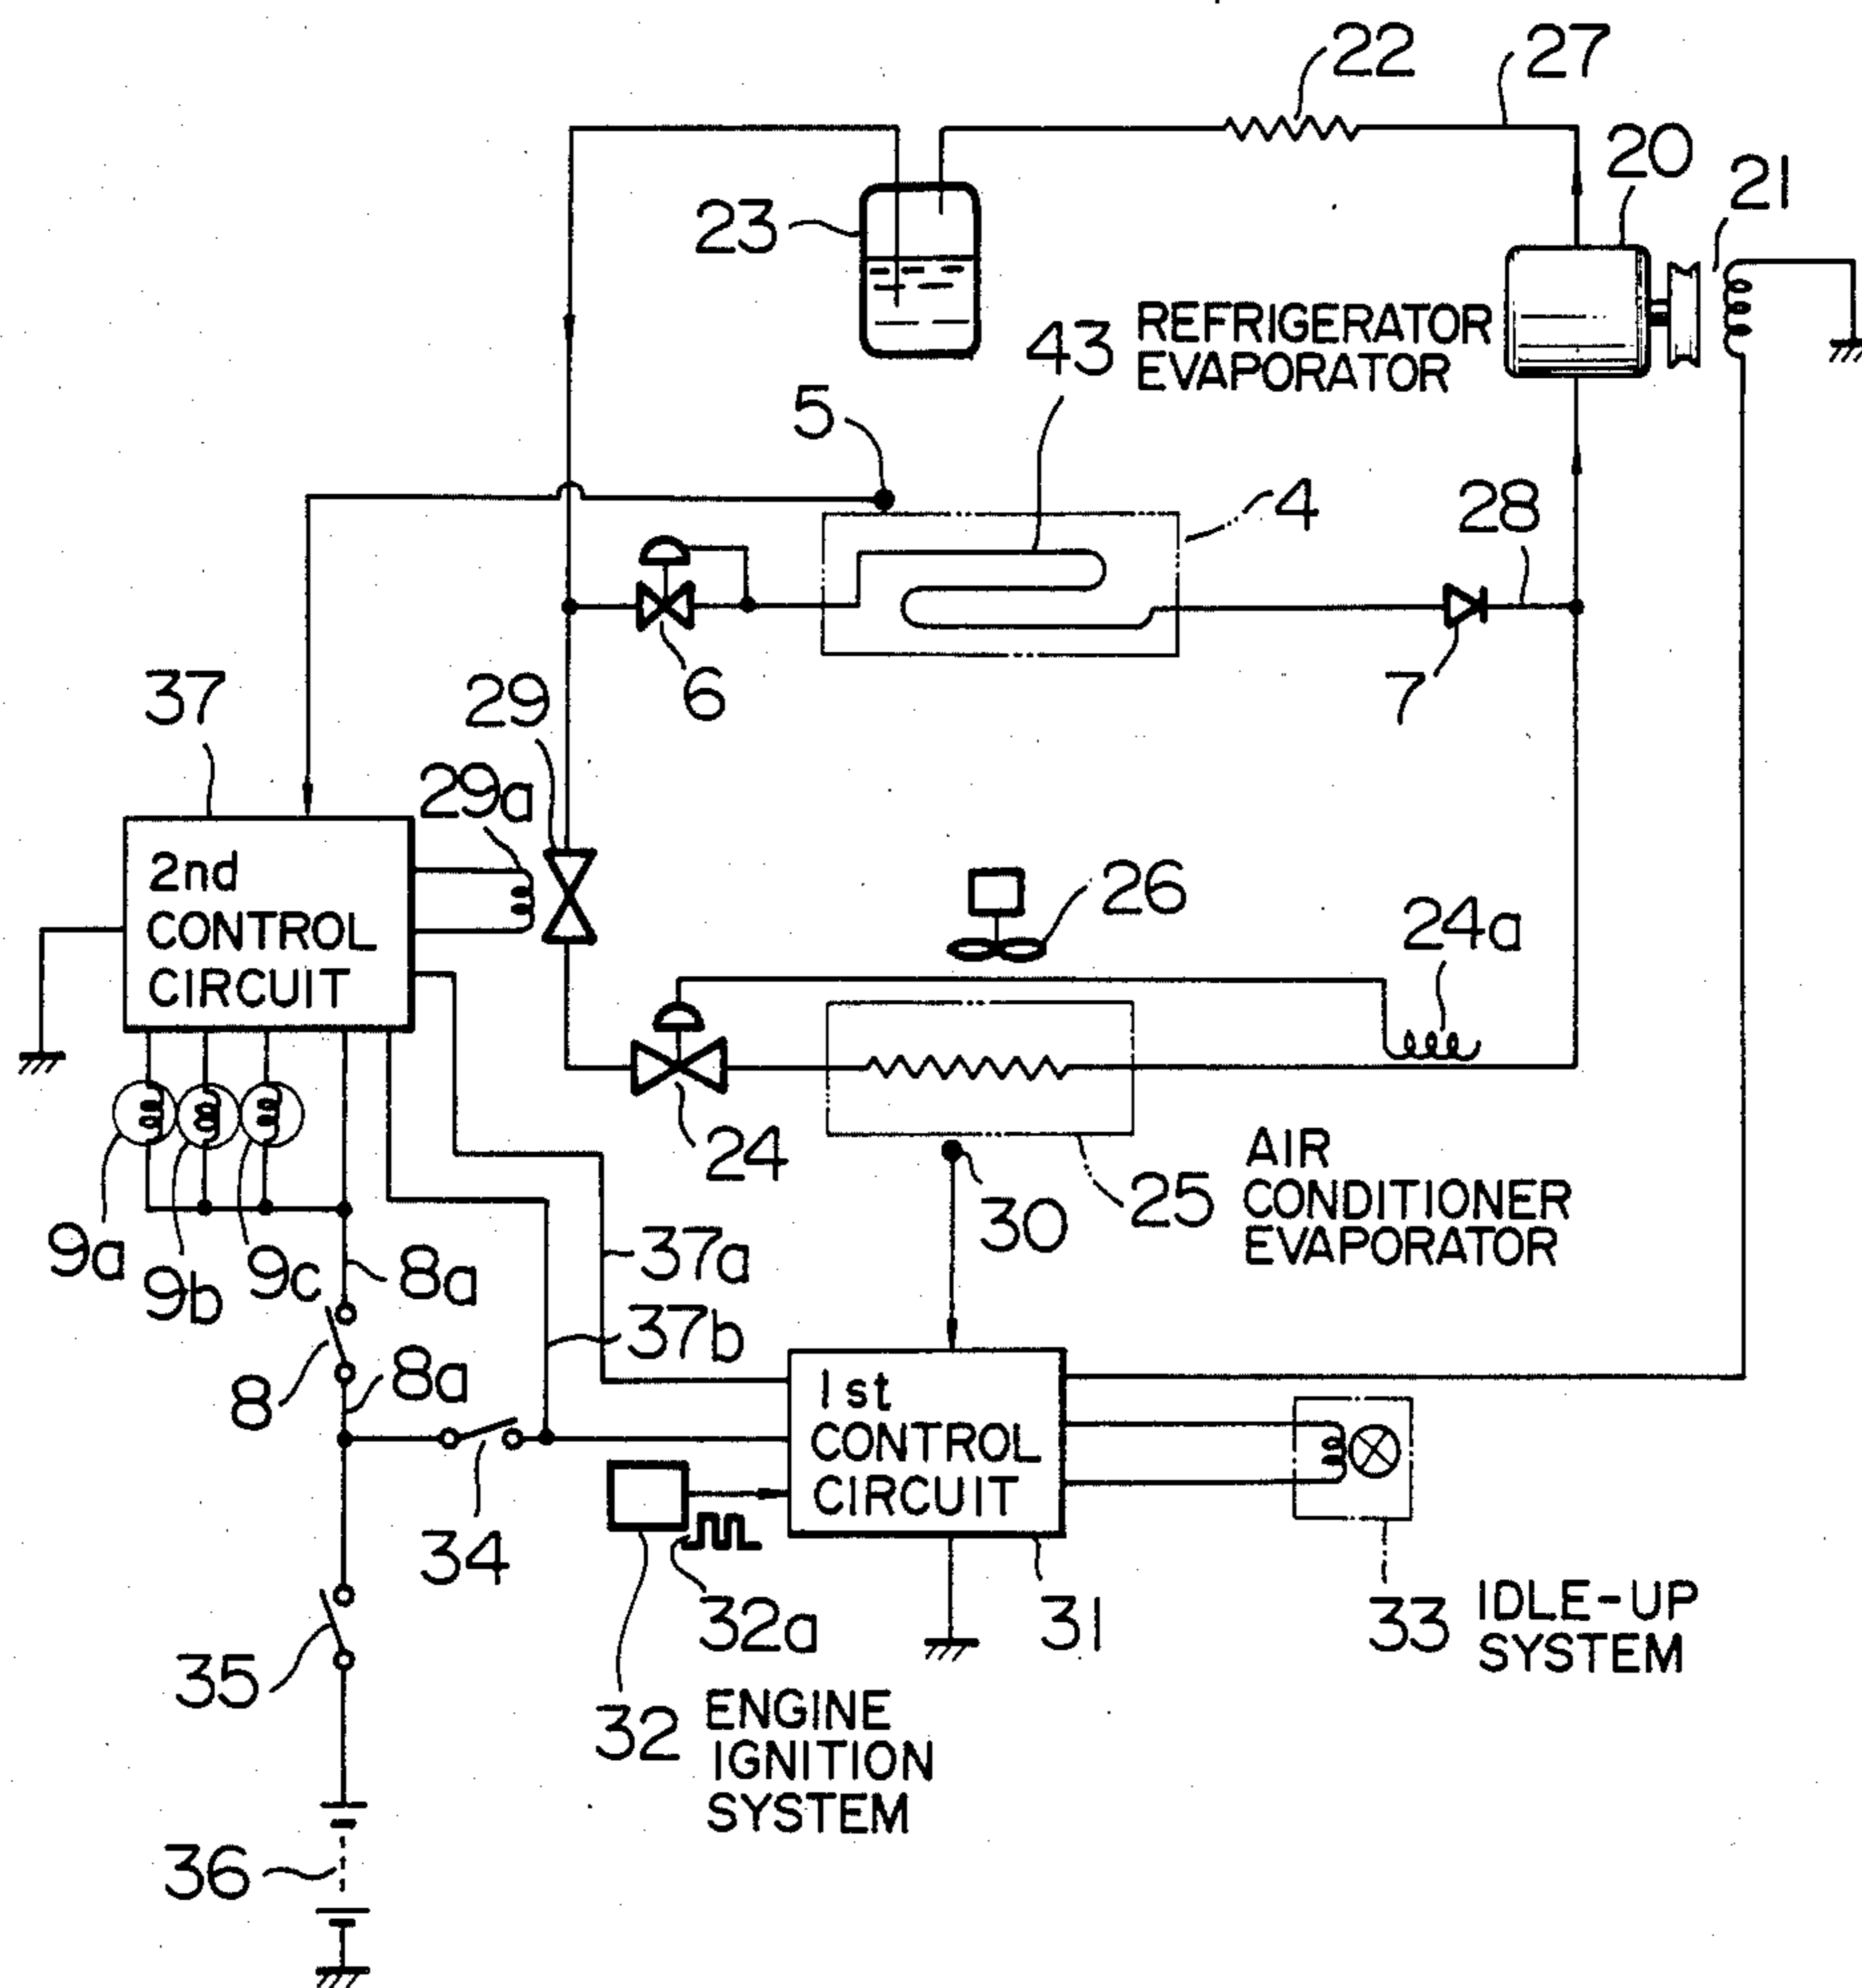 22
27
20
21
23
43
REFRIGERATOR
EVAPORATOR
5
4
28
6
7
37
29
29a
2nd
CONTROL
CIRCUIT
26
24a
24
25
AIR
CONDITIONER
EVAPORATOR
30
9a
9b
9c
8a
37a
37b
8
8a
1st
CONTROL
CIRCUIT
34
32a
31
33
IDLE-UP
SYSTEM
35
32
ENGINE
IGNITION
SYSTEM
36